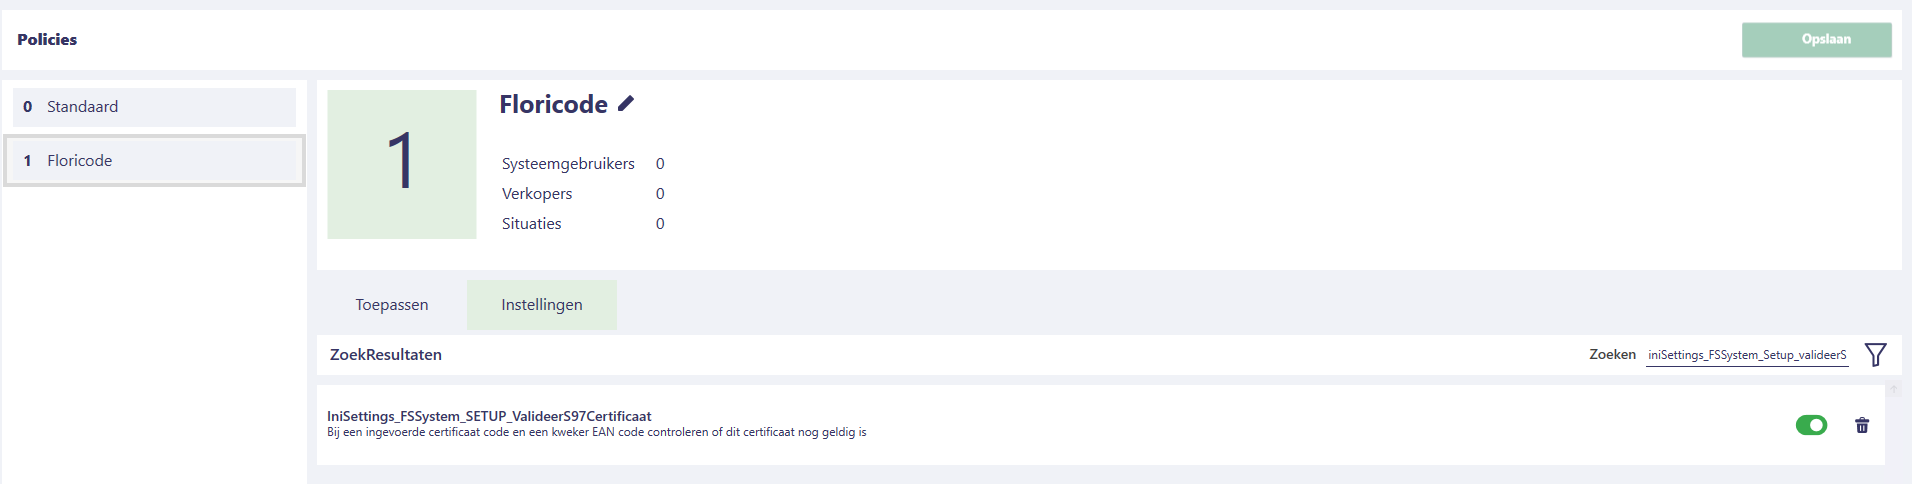 Policies
Opslaan
0 Standaard
1 Floricode
1
Floricode
Systeemgebruikers 0
Verkopers 0
Situaties 0
Toepassen Instellingen
ZoekResultaten
Zoeken iniSettings_FSSystem_Setup_valideerS
IniSettings_FSSystem_SETUP_ValideerS97Certificaat
Bij een ingevoerde certificaat code en een kweker EAN code controleren of dit certificaat nog geldig is